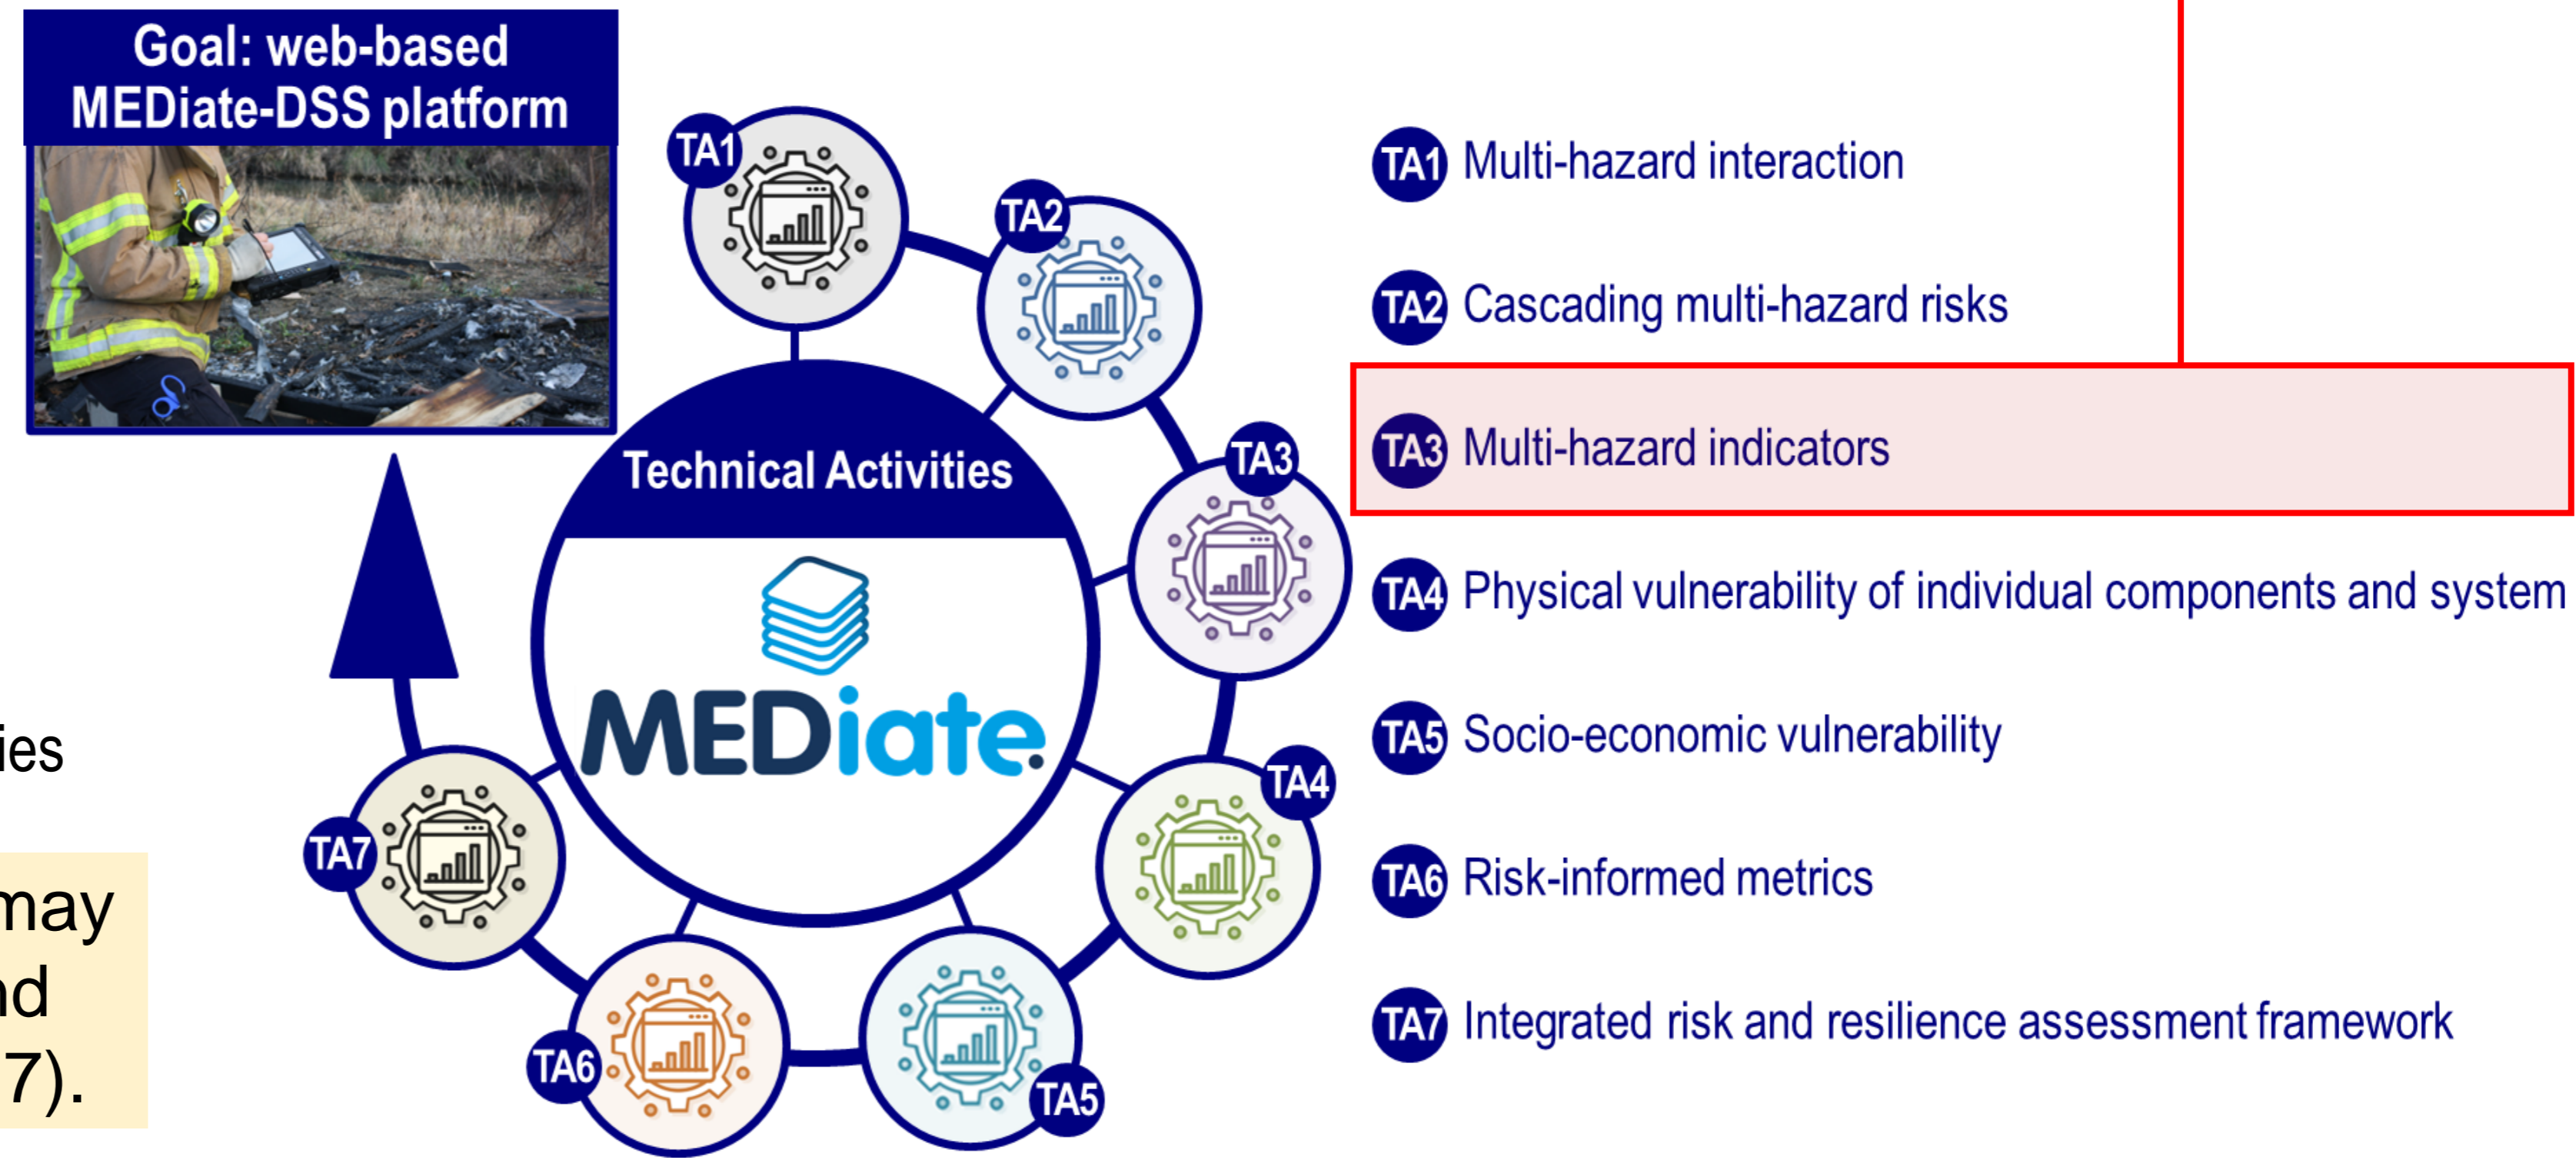 Goal: web-based
MEDiate-DSS platform
TA1
TA2
TA3
TA4
TA5
TA6
TA7
Technical Activities
MEDiate.
TA1 Multi-hazard interaction
TA2 Cascading multi-hazard risks
TA3 Multi-hazard indicators
TA4 Physical vulnerability of individual components and system
TA5 Socio-economic vulnerability
TA6 Risk-informed metrics
TA7 Integrated risk and resilience assessment framework
ies
may
nd
7).